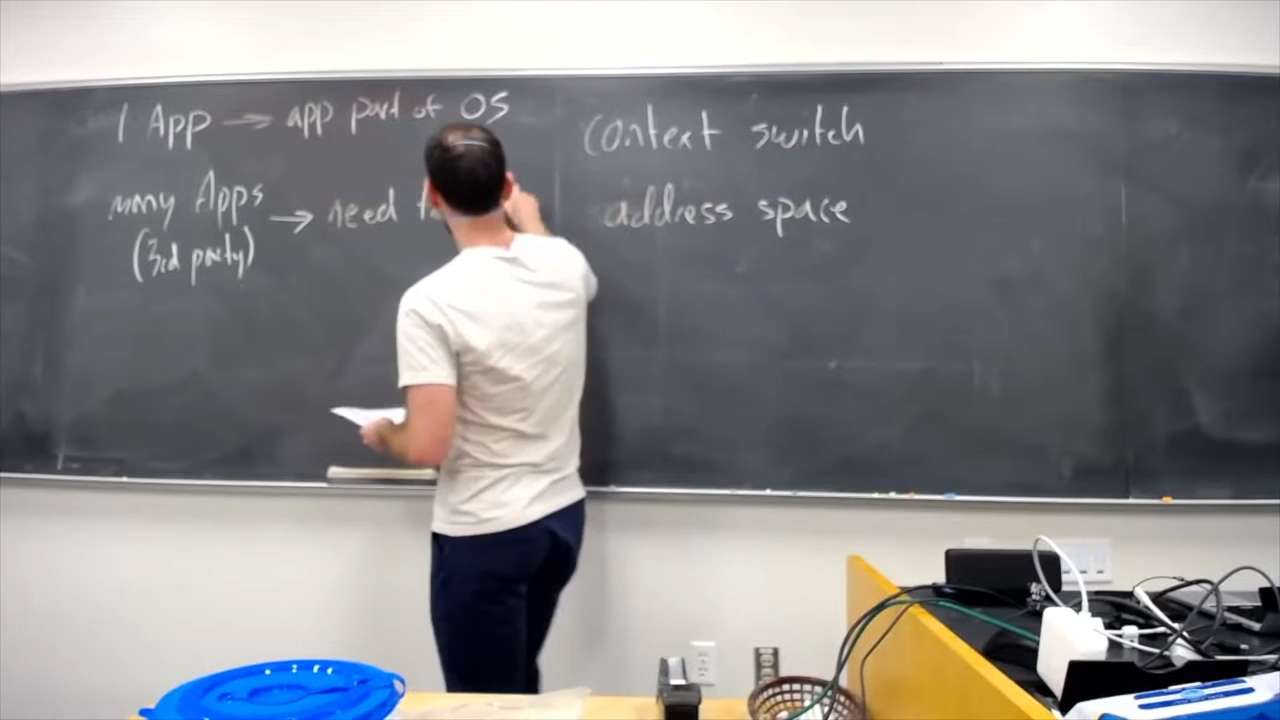 1 App → app part of OS
many Apps → need
(3rd party)
context switch
address space